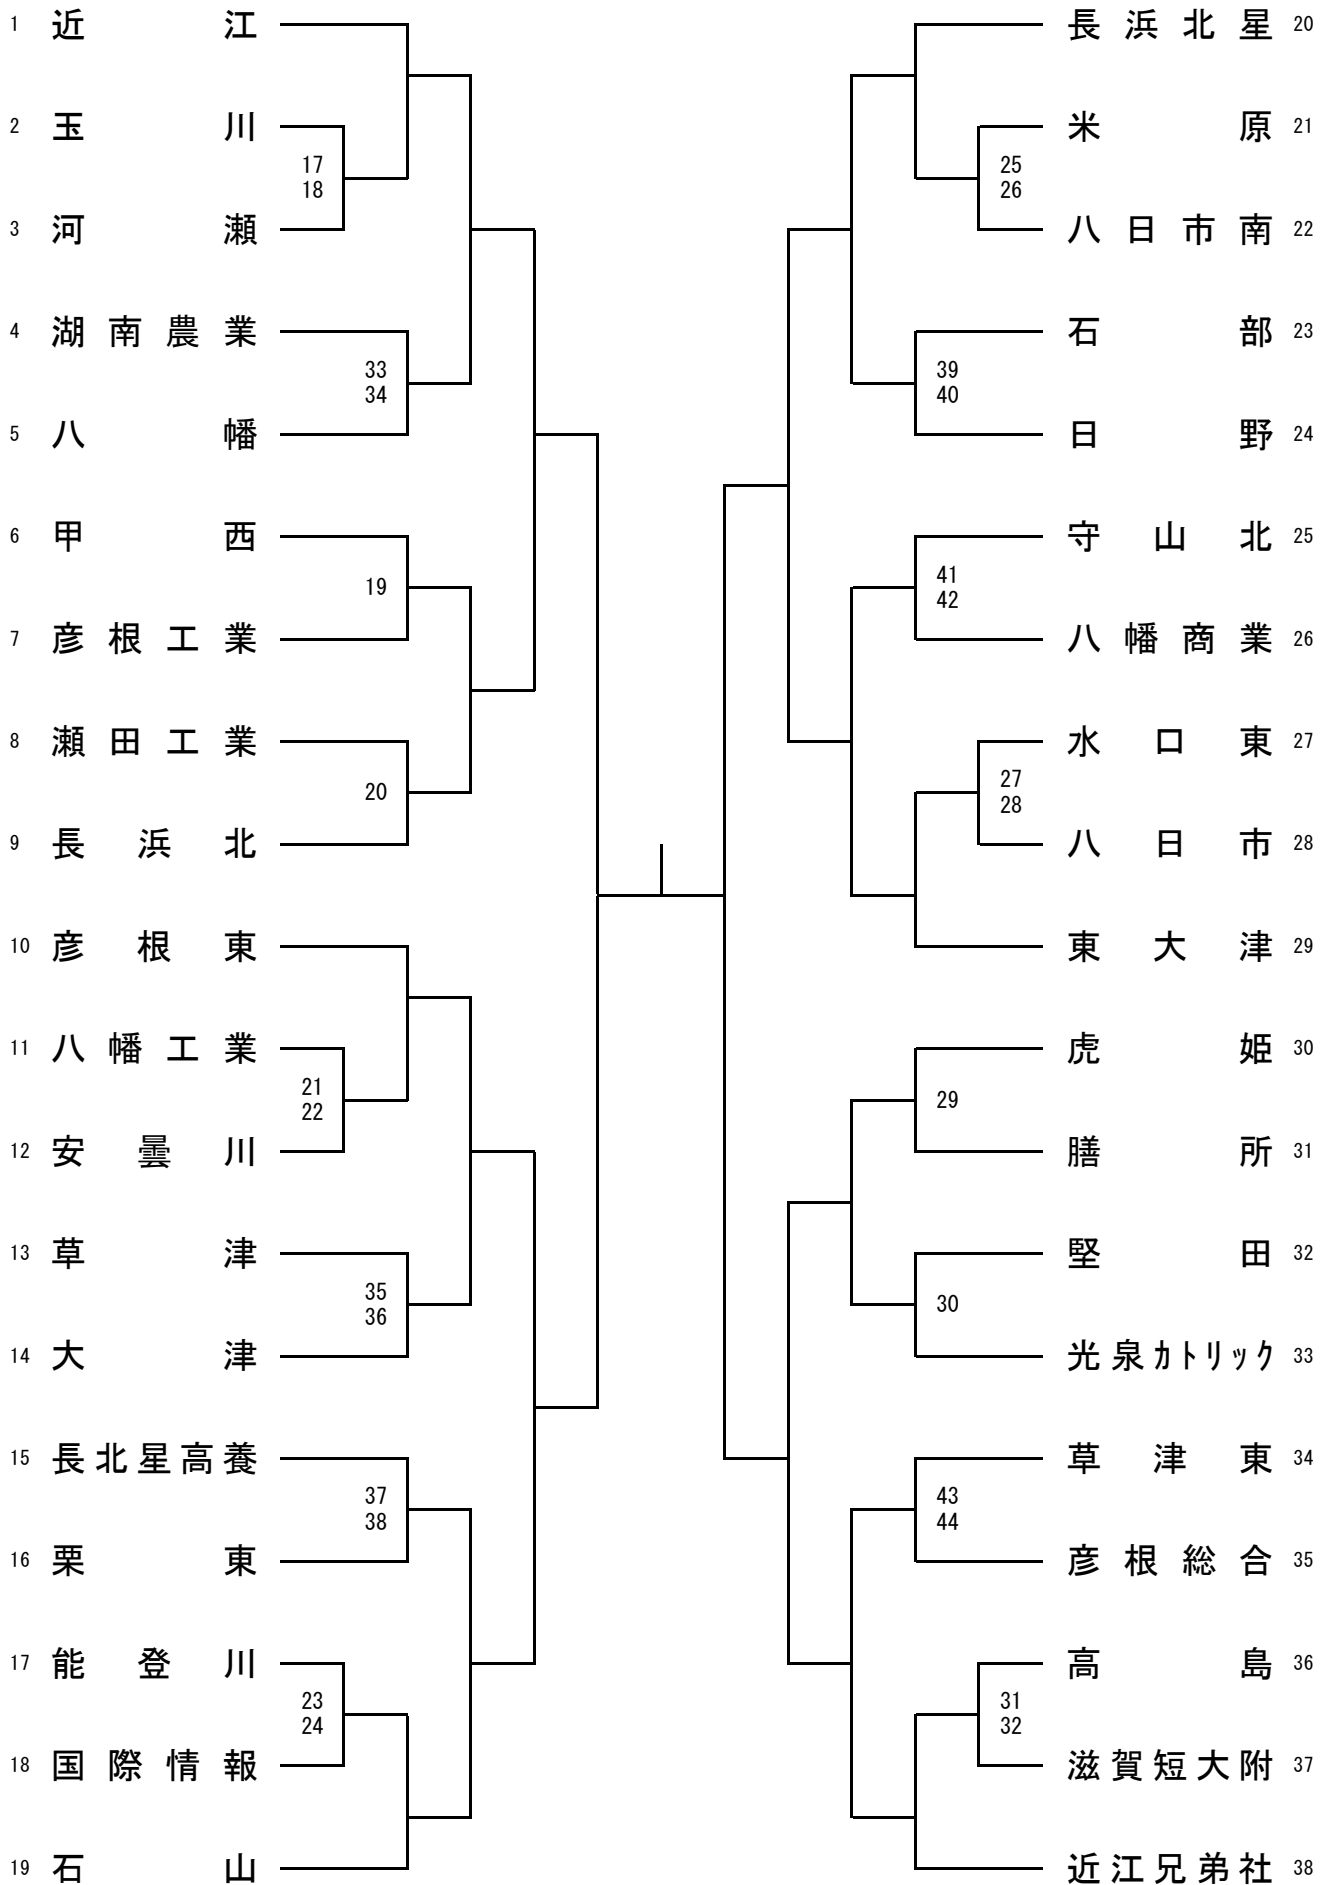 1 近江
2 玉川
17
18
3 河瀬
4 湖南農業
33
34
5 八幡
6 甲西
19
7 彦根工業
8 瀬田工業
20
9 長浜北
10 彦根東
11 八幡工業
21
22
12 安曇川
13 草津
35
36
14 大津
15 長北星高養
37
38
16 栗東
17 能登川
23
24
18 国際情報
19 石山
長浜北星 20
米原 21
25
26
八日市南 22
石部 23
39
40
日野 24
守山北 25
41
42
八幡商業 26
水口東 27
27
28
八日市 28
東大津 29
虎姫 30
29
膳所 31
堅田 32
30
光泉ｶﾄﾘｯｸ 33
草津東 34
43
44
彦根総合 35
高島 36
31
32
滋賀短大附 37
近江兄弟社 38